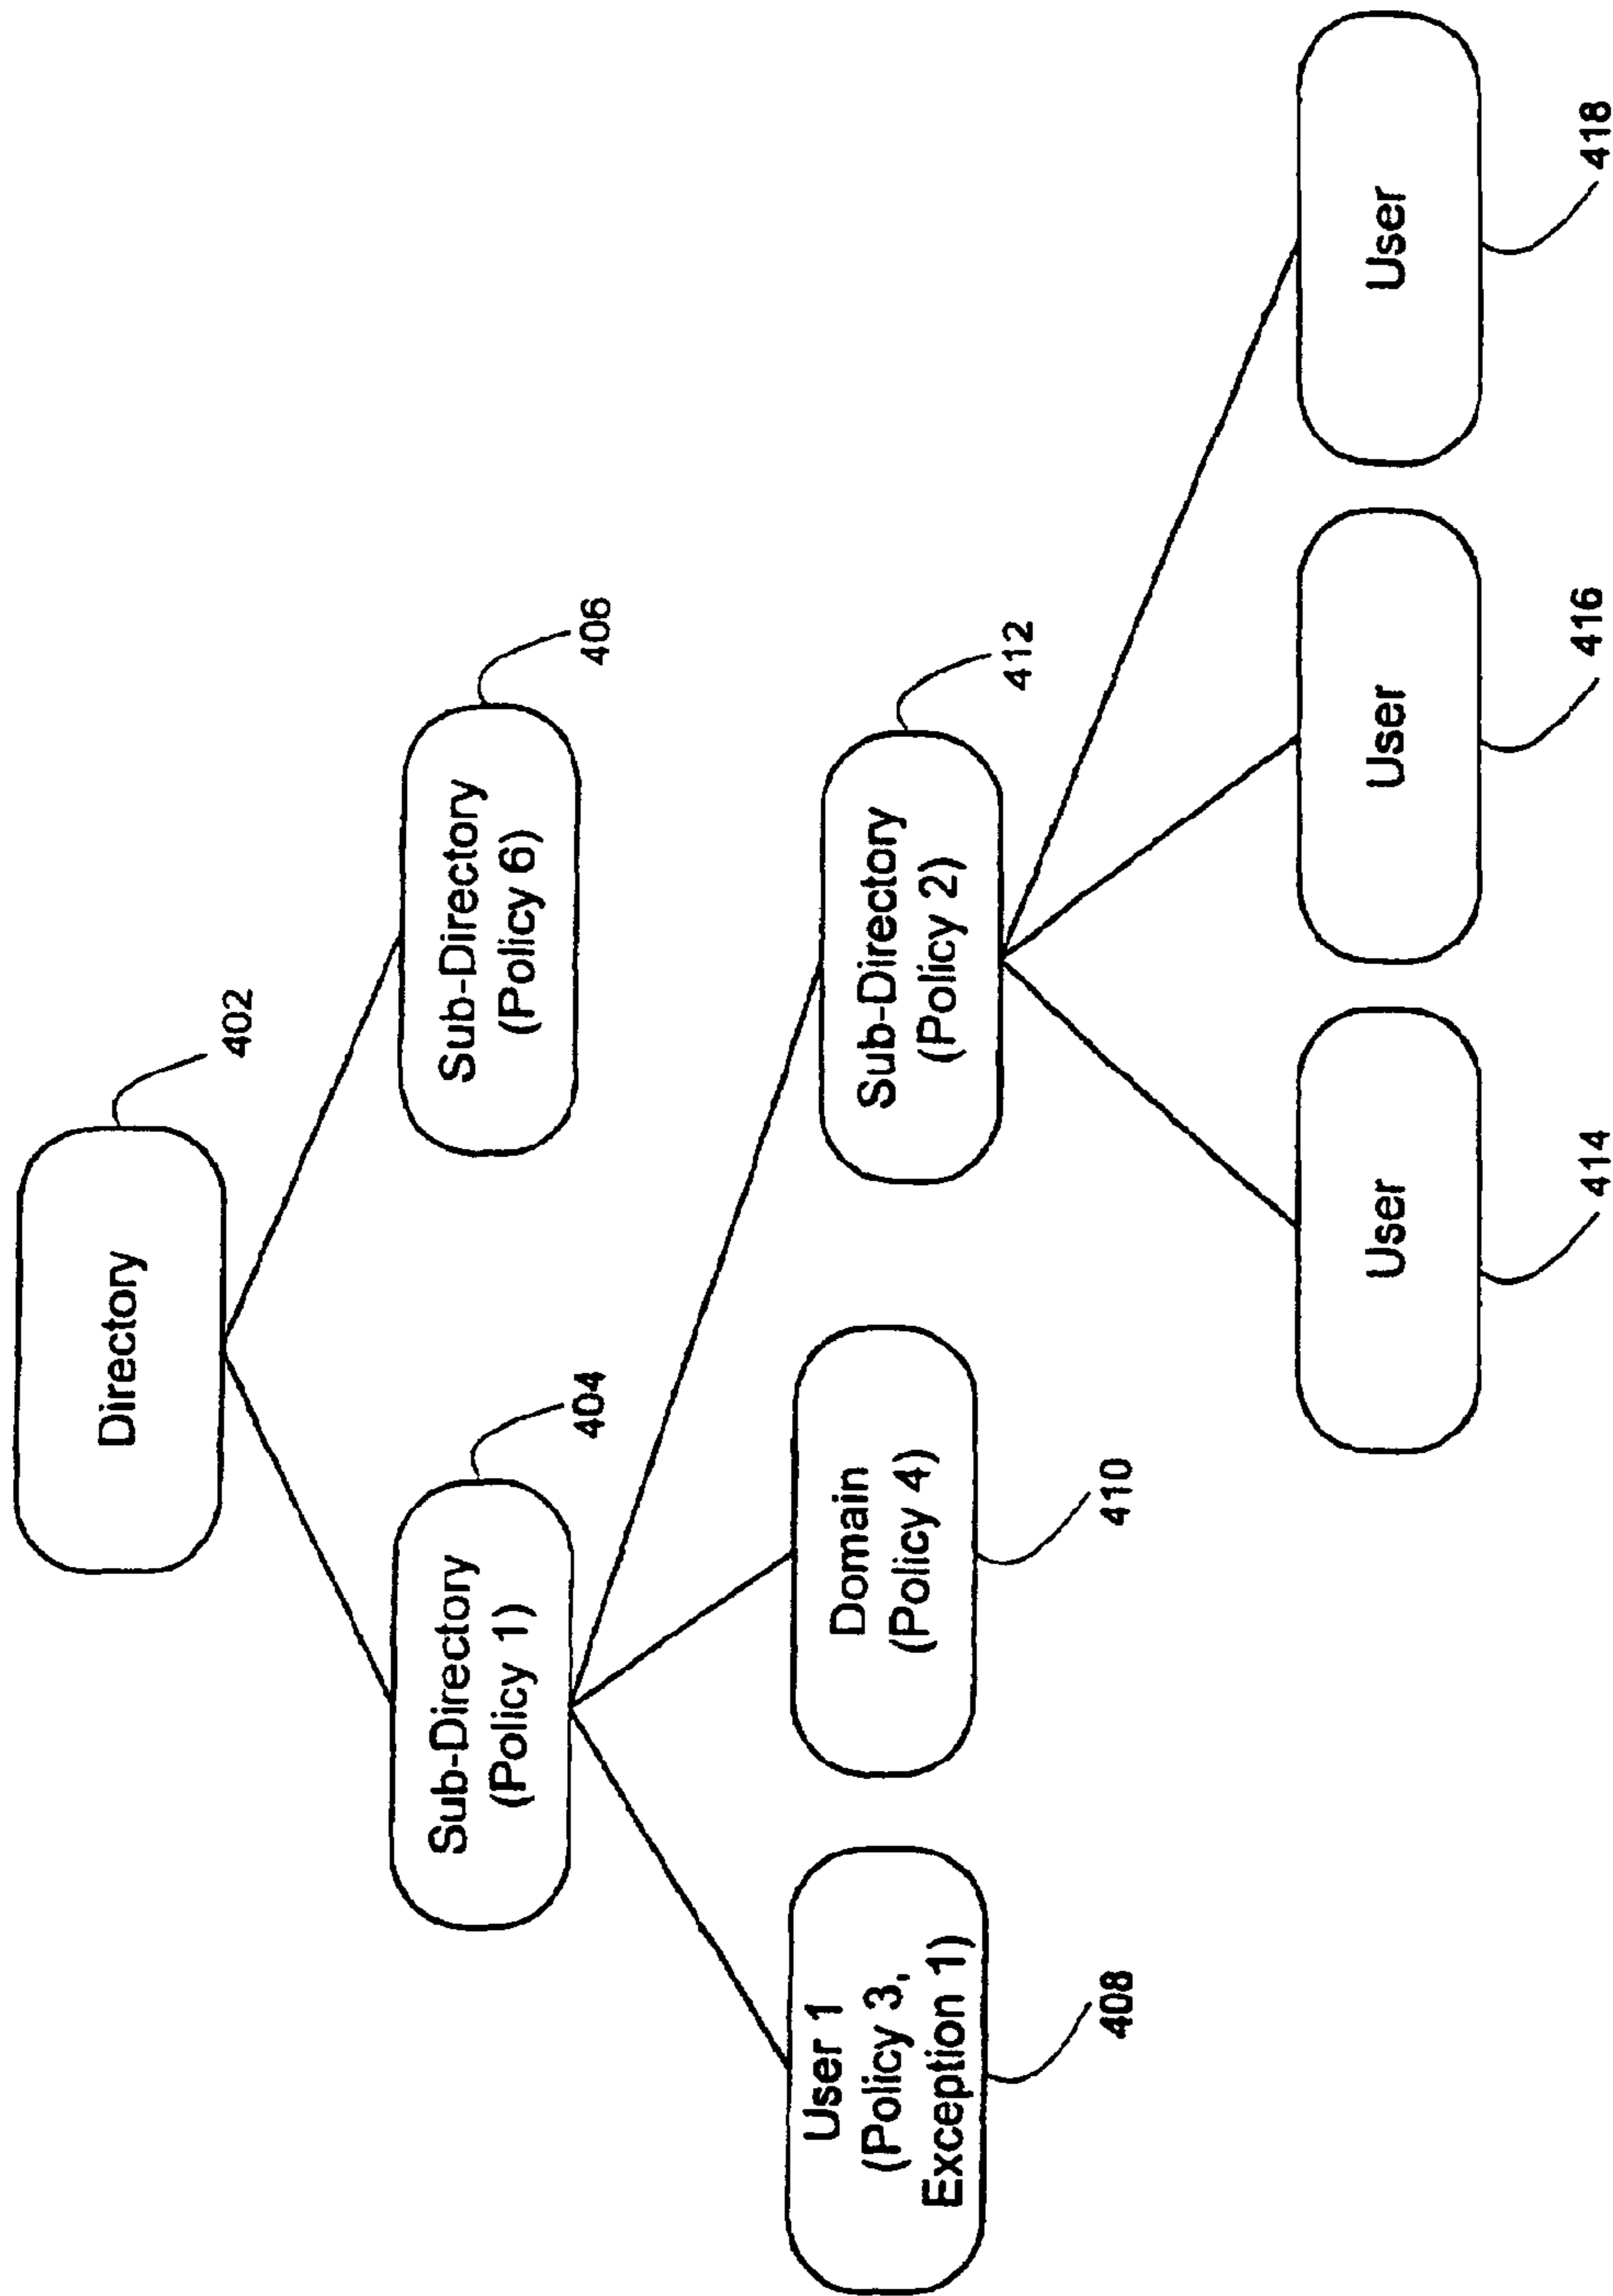 Directory
402
Sub-Directory
(Policy 1)
404
Sub-Directory
(Policy 6)
406
User 1
(Policy 3,
Exception 1)
408
Domain
(Policy 4)
410
Sub-Directory
(Policy 2)
412
User
414
User
416
User
418